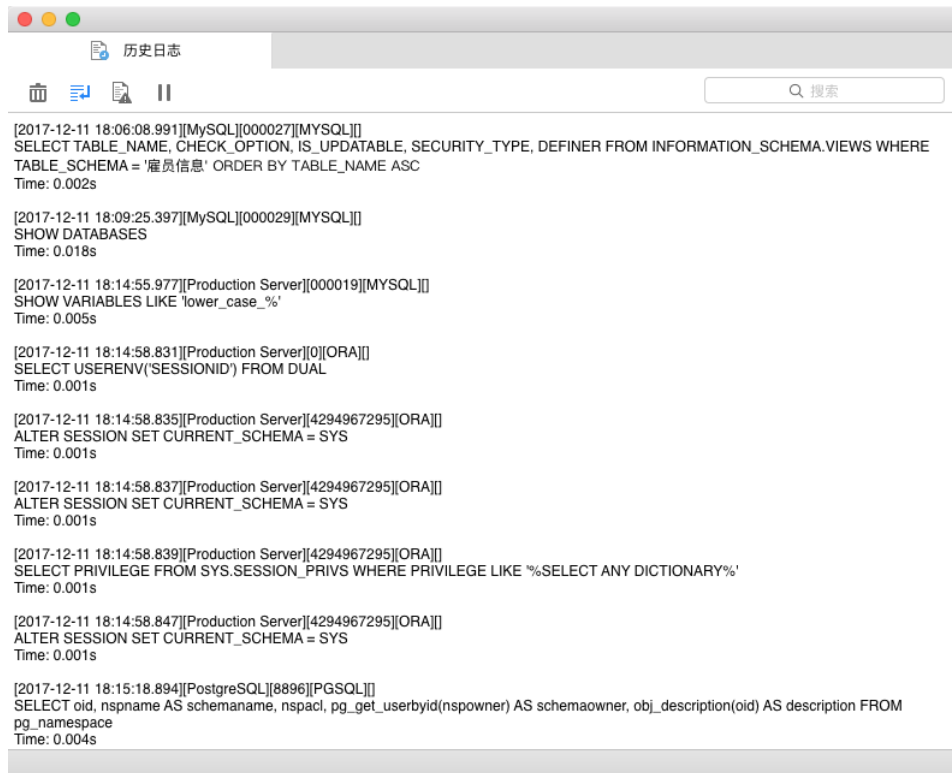 历史日志
搜索
[2017-12-11 18:06:08.991][MySQL][000027][MYSQL][]
SELECT TABLE_NAME, CHECK_OPTION, IS_UPDATABLE, SECURITY_TYPE, DEFINER FROM INFORMATION_SCHEMA.VIEWS WHERE
TABLE_SCHEMA = '雇员信息' ORDER BY TABLE_NAME ASC
Time: 0.002s
[2017-12-11 18:09:25.397][MySQL][000029][MYSQL][]
SHOW DATABASES
Time: 0.018s
[2017-12-11 18:14:55.977][Production Server][000019][MYSQL][]
SHOW VARIABLES LIKE 'lower_case_%'
Time: 0.005s
[2017-12-11 18:14:58.831][Production Server][0][ORA][]
SELECT USERENV('SESSIONID') FROM DUAL
Time: 0.001s
[2017-12-11 18:14:58.835][Production Server][4294967295][ORA][]
ALTER SESSION SET CURRENT_SCHEMA = SYS
Time: 0.001s
[2017-12-11 18:14:58.837][Production Server][4294967295][ORA][]
ALTER SESSION SET CURRENT_SCHEMA = SYS
Time: 0.001s
[2017-12-11 18:14:58.839][Production Server][4294967295][ORA][]
SELECT PRIVILEGE FROM SYS.SESSION_PRIVS WHERE PRIVILEGE LIKE '%SELECT ANY DICTIONARY%'
Time: 0.001s
[2017-12-11 18:14:58.847][Production Server][4294967295][ORA][]
ALTER SESSION SET CURRENT_SCHEMA = SYS
Time: 0.001s
[2017-12-11 18:15:18.894][PostgreSQL][8896][PGSQL][]
SELECT oid, nspname AS schemaname, nspacl, pg_get_userbyid(nspowner) AS schemaowner, obj_description(oid) AS description FROM
pg_namespace
Time: 0.004s